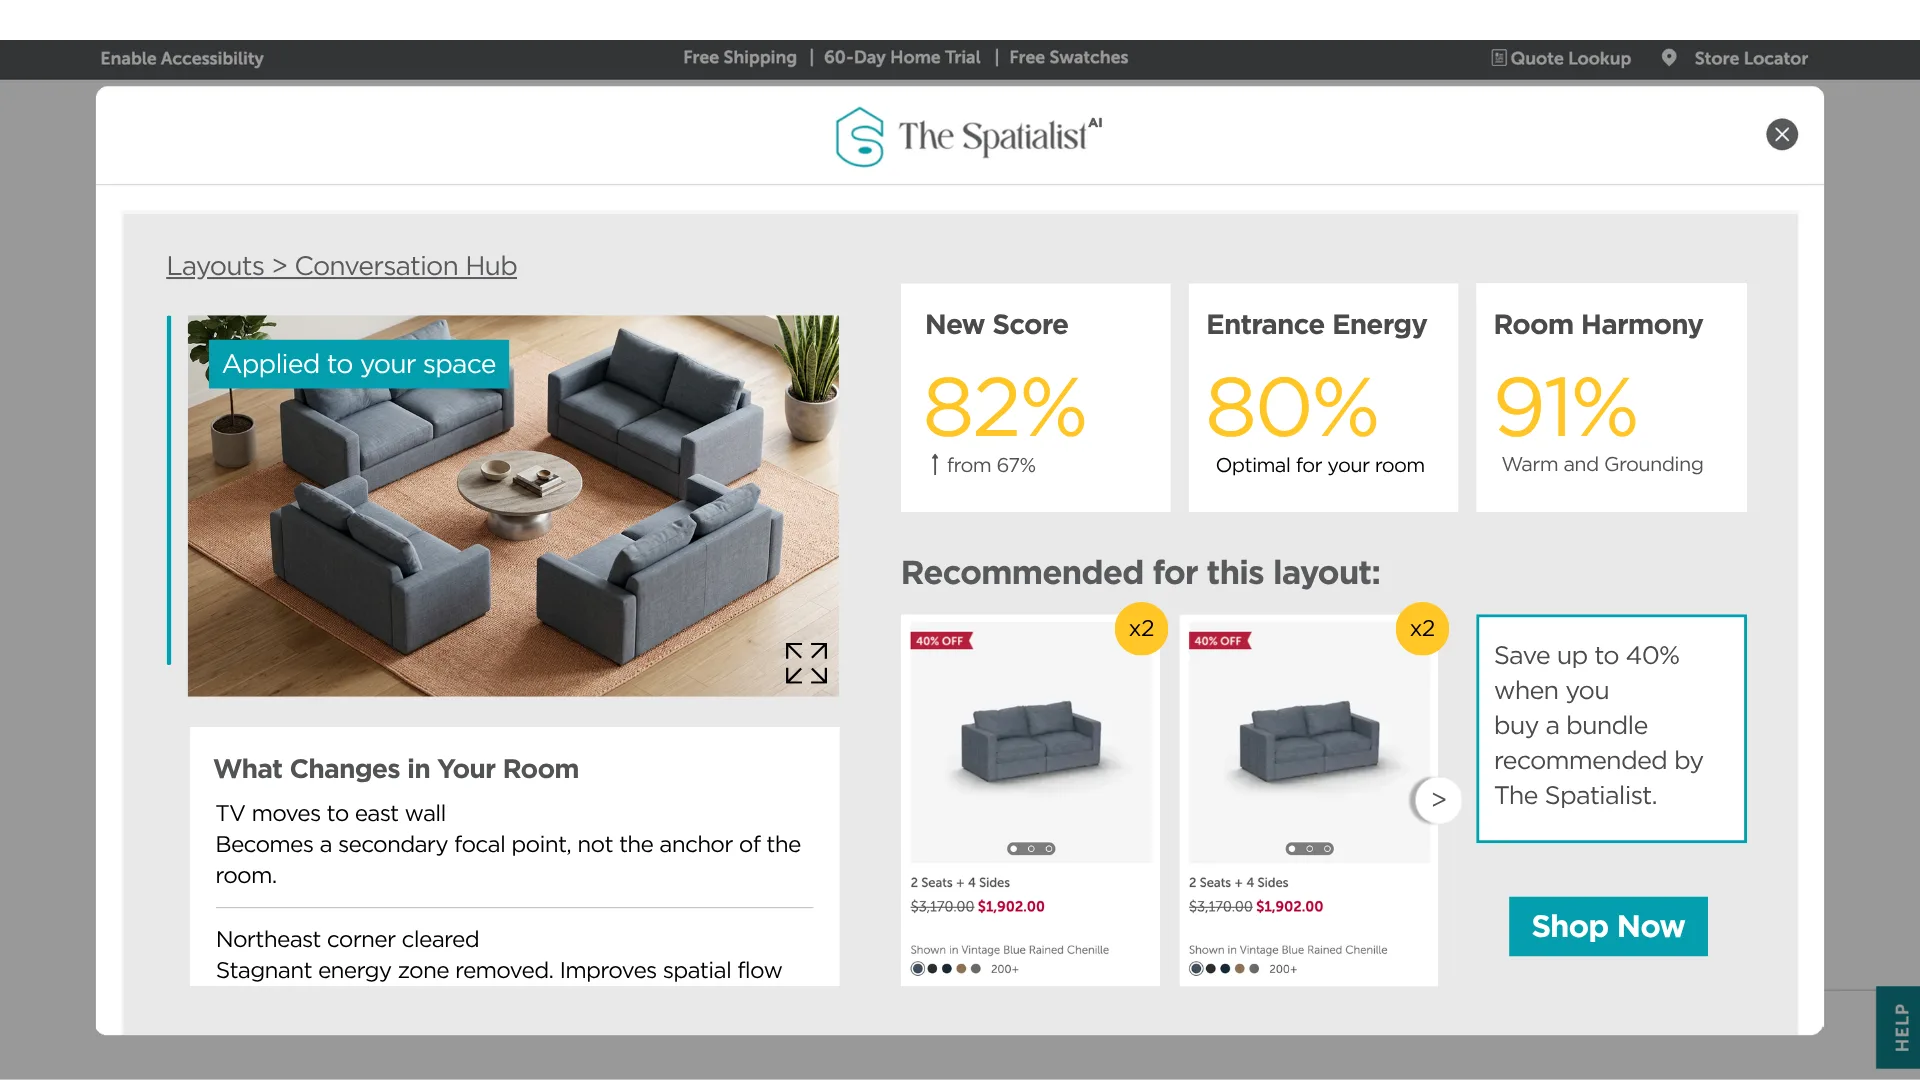 Enable Accessibility
Free Shipping | 60-Day Home Trial | Free Swatches
Quote Lookup
Store Locator
The Spatialist AI
Layouts > Conversation Hub
Applied to your space
New Score
82%
↑ from 67%
Entrance Energy
80%
Optimal for your room
Room Harmony
91%
Warm and Grounding
What Changes in Your Room
TV moves to east wall
Becomes a secondary focal point, not the anchor of the
room.
Northeast corner cleared
Stagnant energy zone removed. Improves spatial flow
Recommended for this layout:
40% OFF
x2
2 Seats + 4 Sides
$3,170.00 $1,902.00
Shown in Vintage Blue Rained Chenille
200+
40% OFF
x2
2 Seats + 4 Sides
$3,170.00 $1,902.00
Shown in Vintage Blue Rained Chenille
200+
>
Save up to 40%
when you
buy a bundle
recommended by
The Spatialist.
Shop Now
HELP